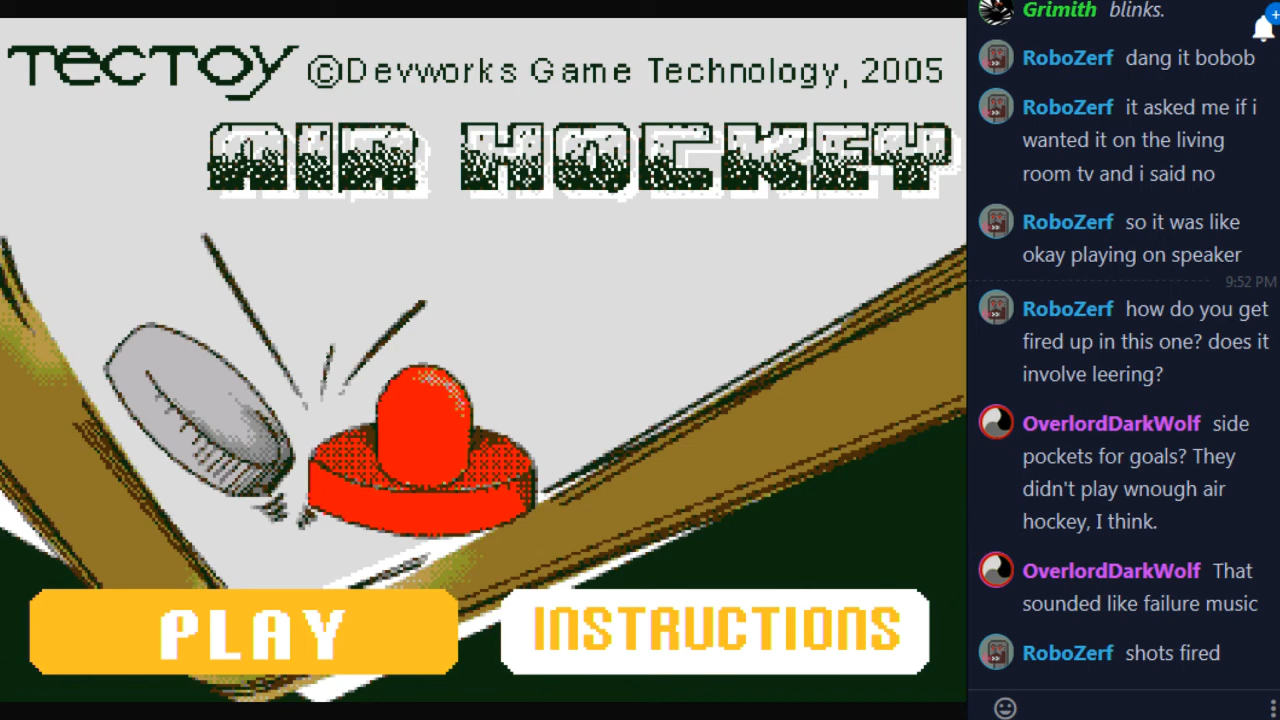 TECTOY ©Devworks Game Technology, 2005
AIR HOCKEY
PLAY
INSTRUCTIONS
Grimith blinks.
RoboZerf dang it bobob
RoboZerf it asked me if i
wanted it on the living
room tv and i said no
RoboZerf so it was like
okay playing on speaker
9:52 PM
RoboZerf how do you get
fired up in this one? does it
involve leering?
OverlordDarkWolf side
pockets for goals? They
didn't play wnough air
hockey, I think.
OverlordDarkWolf That
sounded like failure music
RoboZerf shots fired